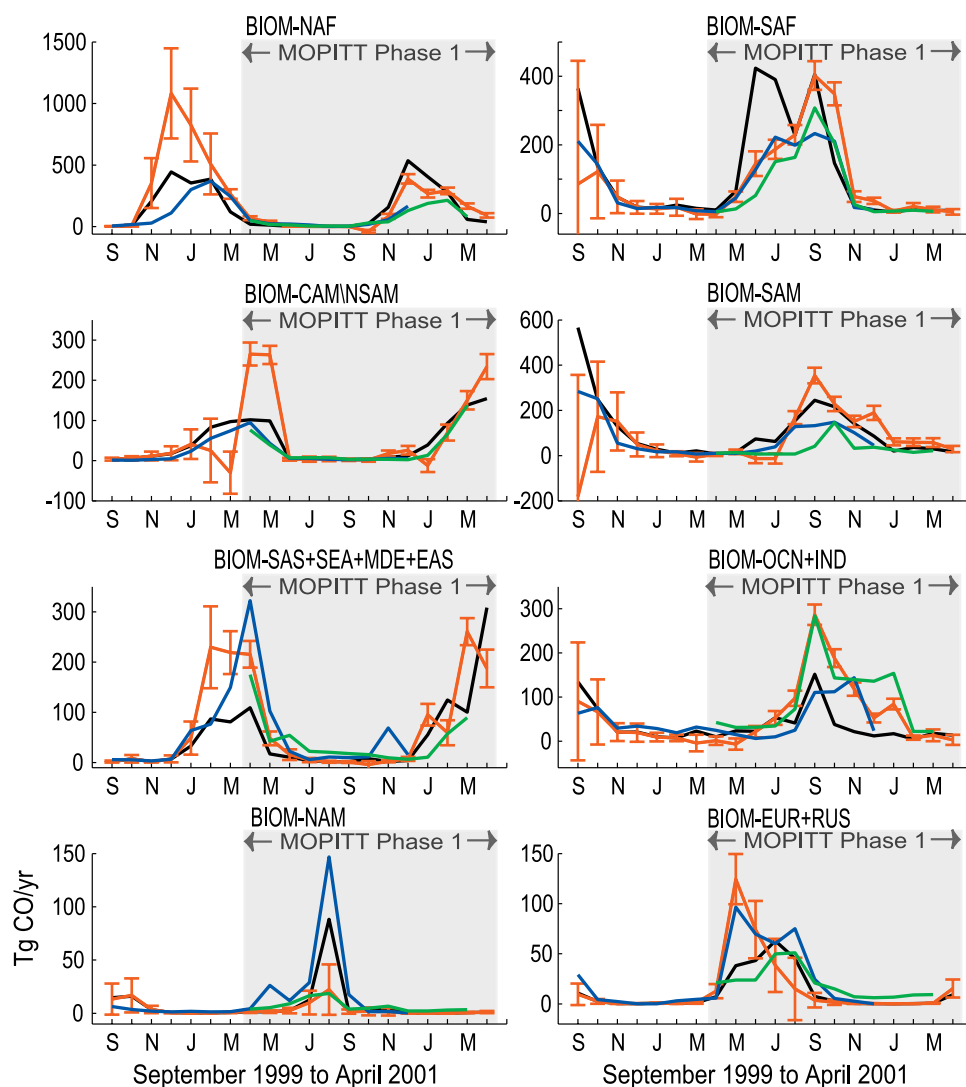 BIOM-NAF
MOPITT Phase 1
1500
1000
500
0
S N J M M J S N J M
BIOM-SAF
MOPITT Phase 1
400
200
0
S N J M M J S N J M
BIOM-CAM\NSAM
MOPITT Phase 1
300
200
100
0
-100
S N J M M J S N J M
BIOM-SAM
MOPITT Phase 1
600
400
200
0
-200
S N J M M J S N J M
BIOM-SAS+SEA+MDE+EAS
MOPITT Phase 1
300
200
100
0
S N J M M J S N J M
BIOM-OCN+IND
MOPITT Phase 1
300
200
100
0
S N J M M J S N J M
BIOM-NAM
MOPITT Phase 1
Tg CO/yr
150
100
50
0
S N J M M J S N J M
September 1999 to April 2001
BIOM-EUR+RUS
MOPITT Phase 1
150
100
50
0
S N J M M J S N J M
September 1999 to April 2001